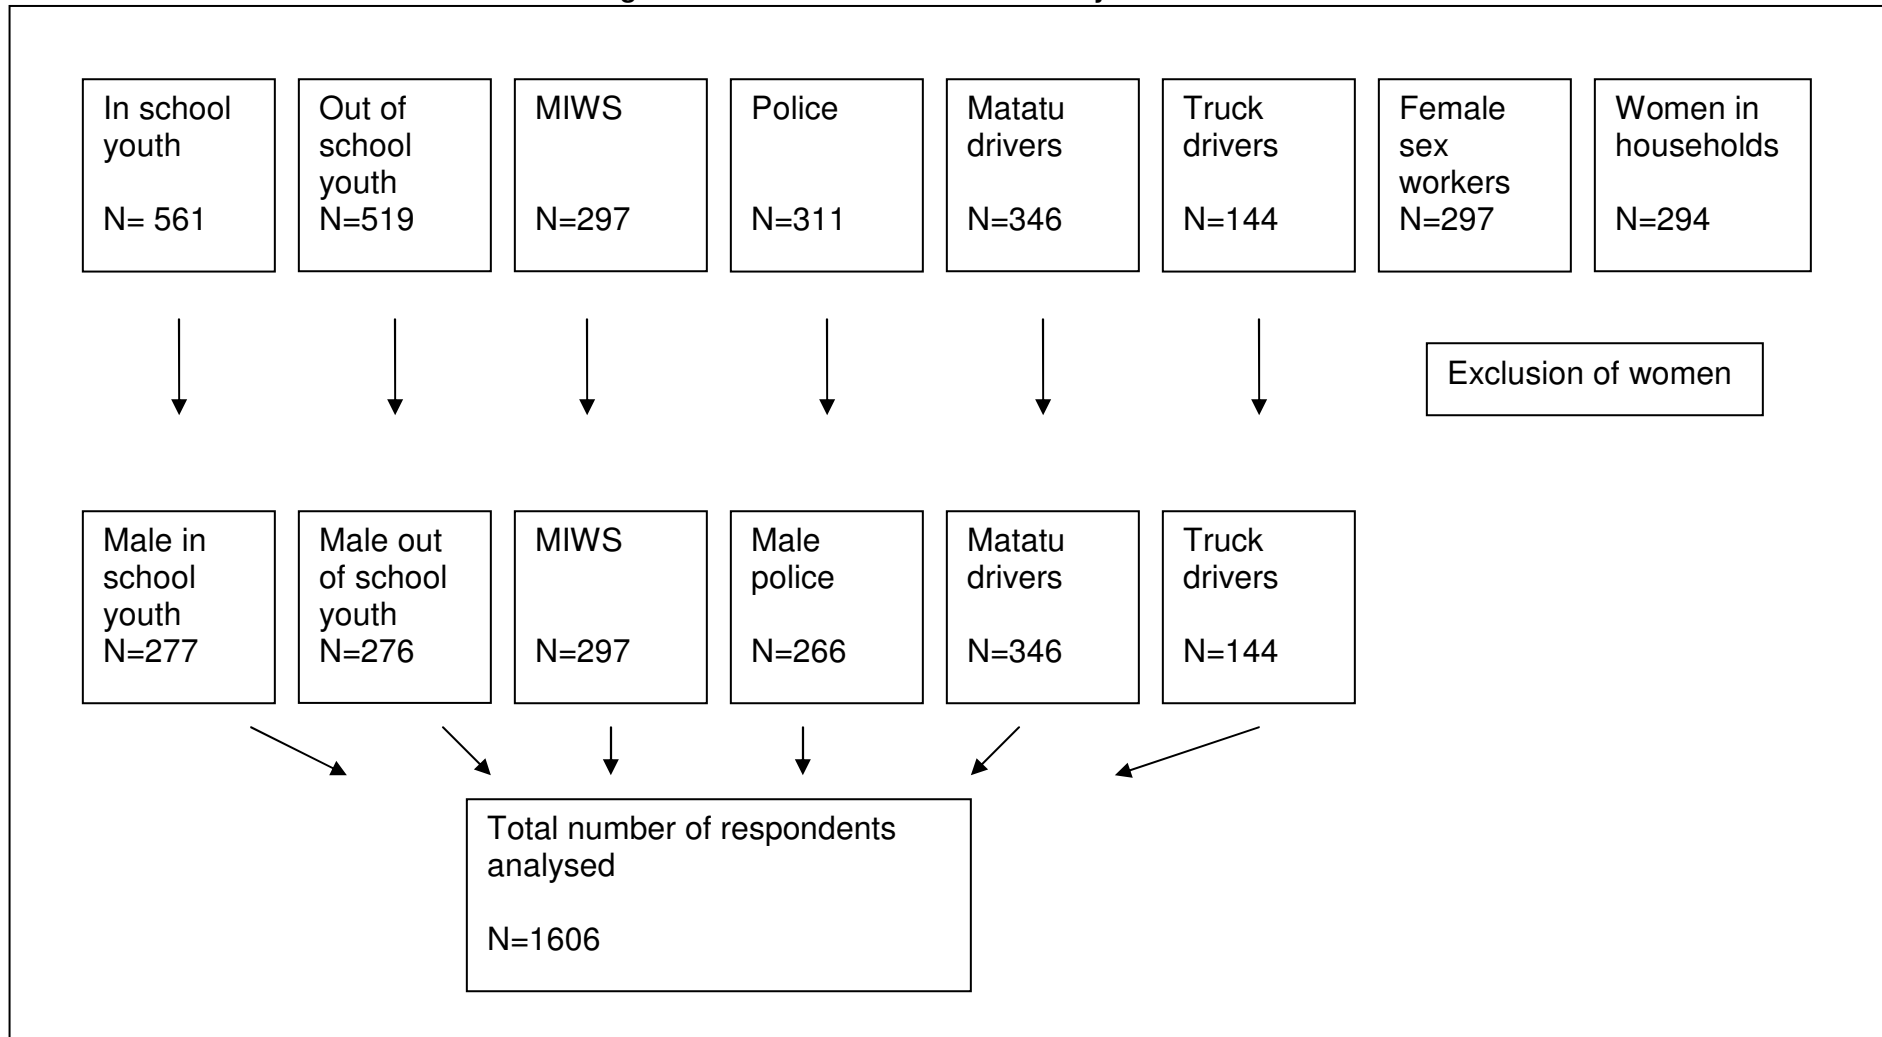 In school
youth
N= 561
Out of
school
youth
N=519
MIWS
N=297
Police
N=311
Matatu
drivers
N=346
Truck
drivers
N=144
Female
sex
workers
N=297
Women in
households
N=294
Exclusion of women
Male in
school
youth
N=277
Male out
of school
youth
N=276
MIWS
N=297
Male
police
N=266
Matatu
drivers
N=346
Truck
drivers
N=144
Total number of respondents
analysed
N=1606